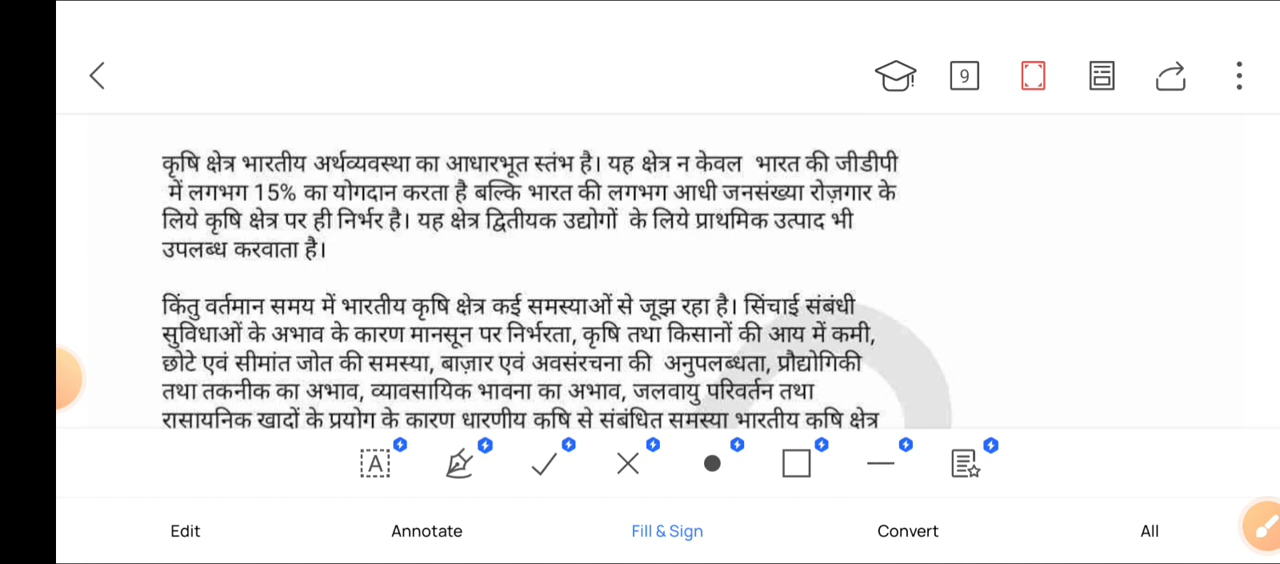 9
कृषि क्षेत्र भारतीय अर्थव्यवस्था का आधारभूत स्तंभ है। यह क्षेत्र न केवल भारत की जीडीपी
में लगभग 15% का योगदान करता है बल्कि भारत की लगभग आधी जनसंख्या रोज़गार के
लिये कृषि क्षेत्र पर ही निर्भर है। यह क्षेत्र द्वितीयक उद्योगों के लिये प्राथमिक उत्पाद भी
उपलब्ध करवाता है।
किंतु वर्तमान समय में भारतीय कृषि क्षेत्र कई समस्याओं से जूझ रहा है। सिंचाई संबंधी
सुविधाओं के अभाव के कारण मानसून पर निर्भरता, कृषि तथा किसानों की आय में कमी,
छोटे एवं सीमांत जोत की समस्या, बाज़ार एवं अवसंरचना की अनुपलब्धता, प्रौद्योगिकी
तथा तकनीक का अभाव, व्यावसायिक भावना का अभाव, जलवायु परिवर्तन तथा
रासायनिक खादों के प्रयोग के कारण धारणीय कृषि से संबंधित समस्या भारतीय कृषि क्षेत्र
A
Edit Annotate Fill & Sign Convert All